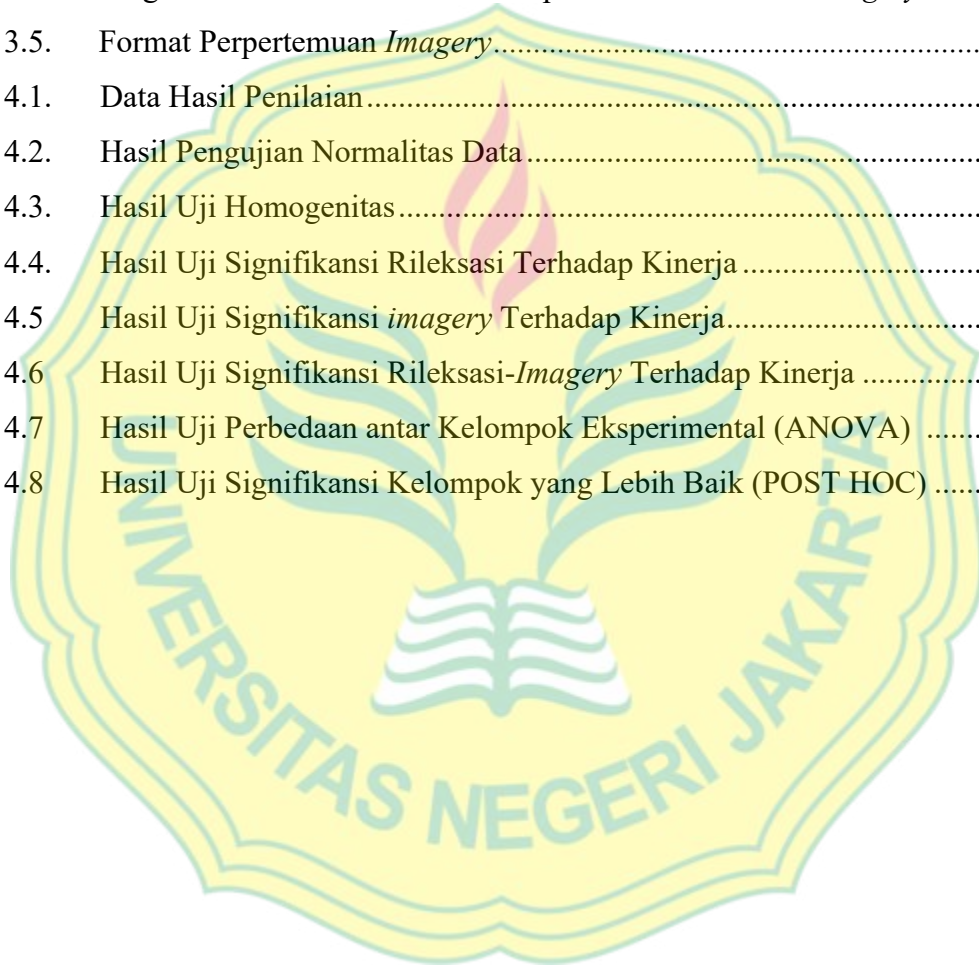 3.5. Format Perpertemuan Imagery........................................................
4.1. Data Hasil Penilaian........................................................................
4.2. Hasil Pengujian Normalitas Data....................................................
4.3. Hasil Uji Homogenitas....................................................................
4.4. Hasil Uji Signifikansi Rileksasi Terhadap Kinerja ..........................
4.5 Hasil Uji Signifikansi imagery Terhadap Kinerja............................
4.6 Hasil Uji Signifikansi Rileksasi-Imagery Terhadap Kinerja ............
4.7 Hasil Uji Perbedaan antar Kelompok Eksperimental (ANOVA) ......
4.8 Hasil Uji Signifikansi Kelompok yang Lebih Baik (POST HOC) .....
UNIVERSITAS NEGERI JAKARTA